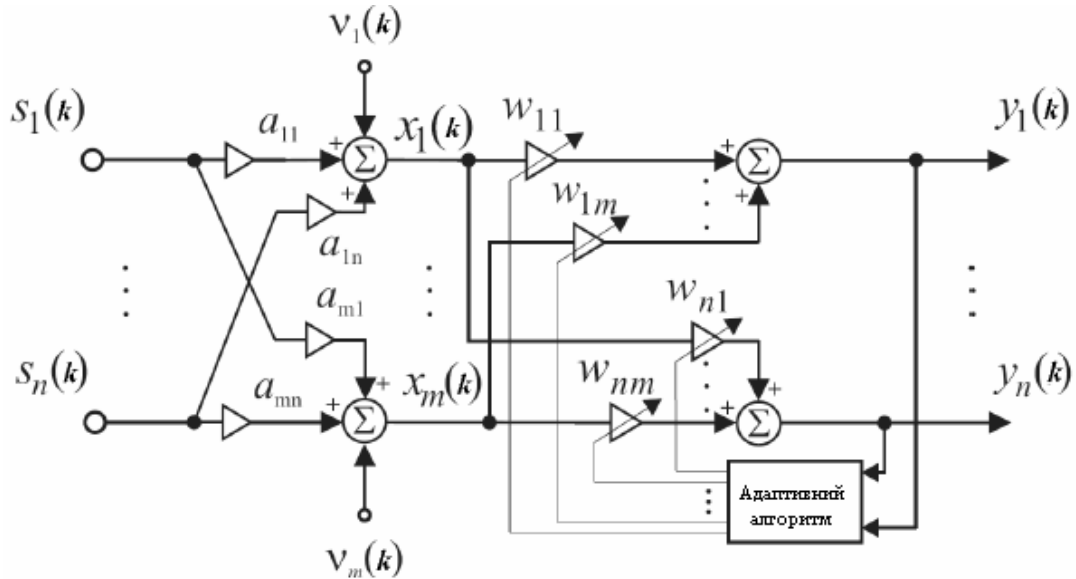 ν₁(k)
s₁(k)
a₁₁
x₁(k)
w₁₁
y₁(k)
+
Σ
+
+
Σ
+
w₁ₘ
a₁ₙ
aₘ₁
wₙ₁
sₙ(k)
aₘₙ
xₘ(k)
wₙₘ
yₙ(k)
+
Σ
+
+
Σ
+
Адаптивний
алгоритм
νₘ(k)